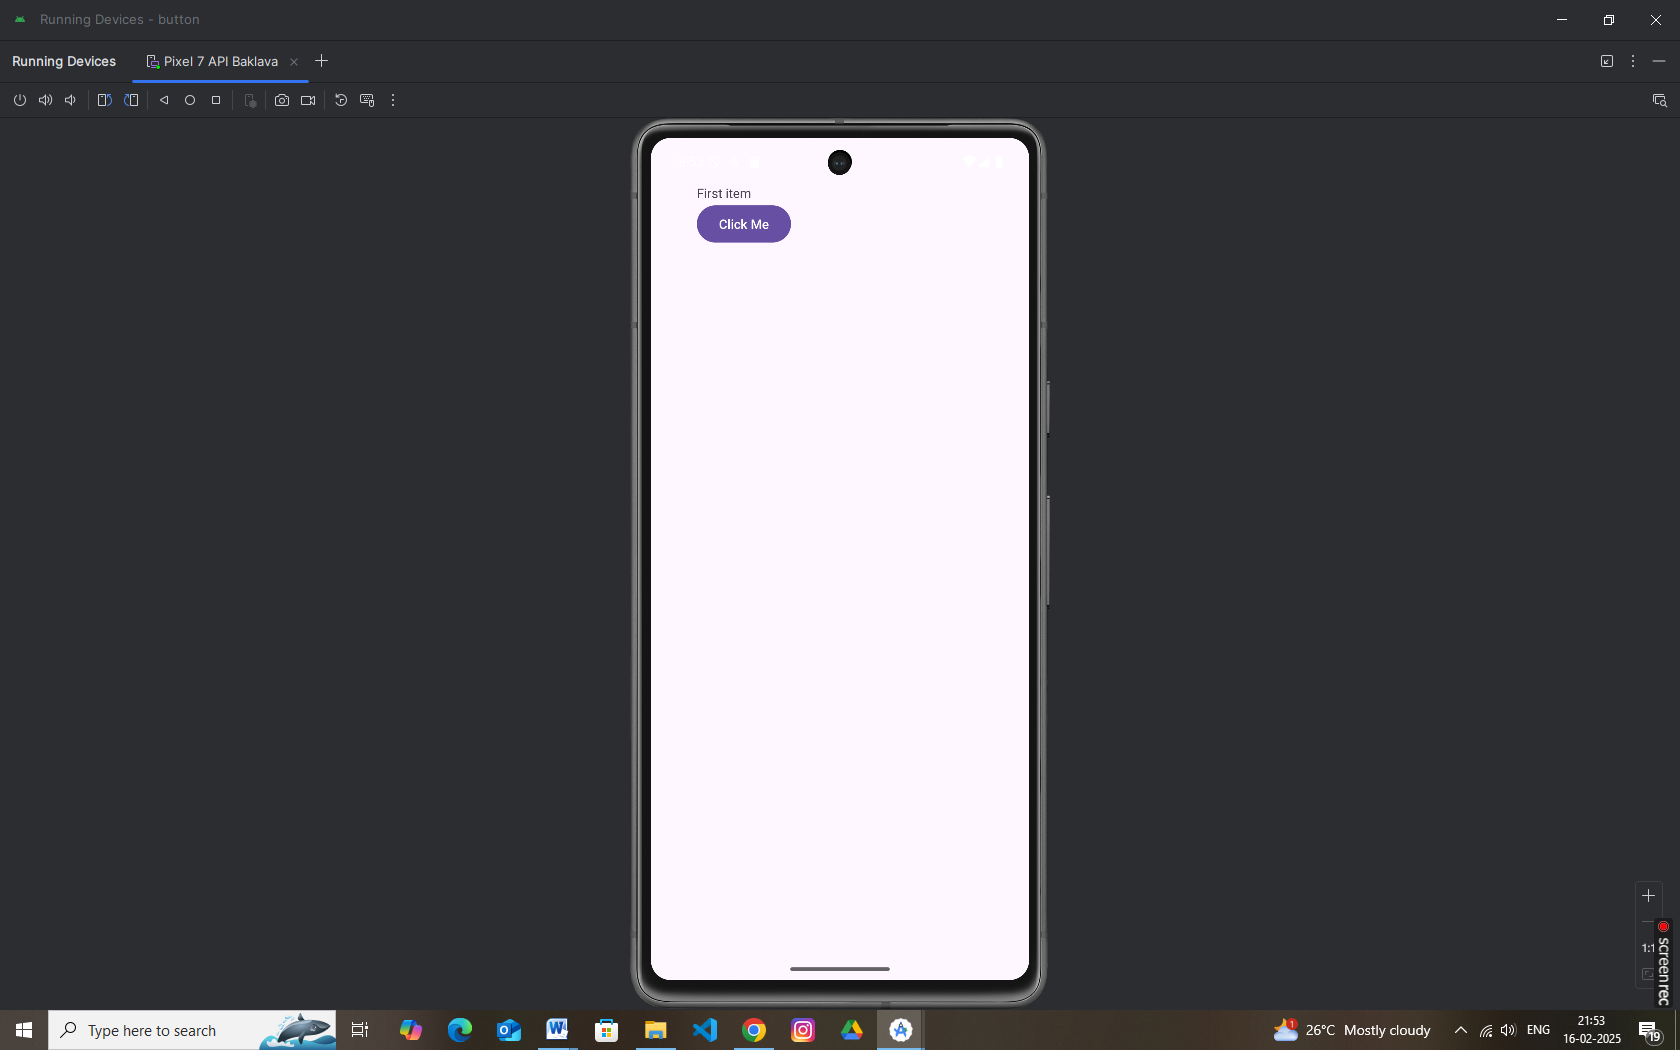 Running Devices - button
Running Devices
Pixel 7 API Baklava
First item
Click Me
1:1
screenrec
Type here to search
1
26°C Mostly cloudy
ENG
21:53
16-02-2025
19